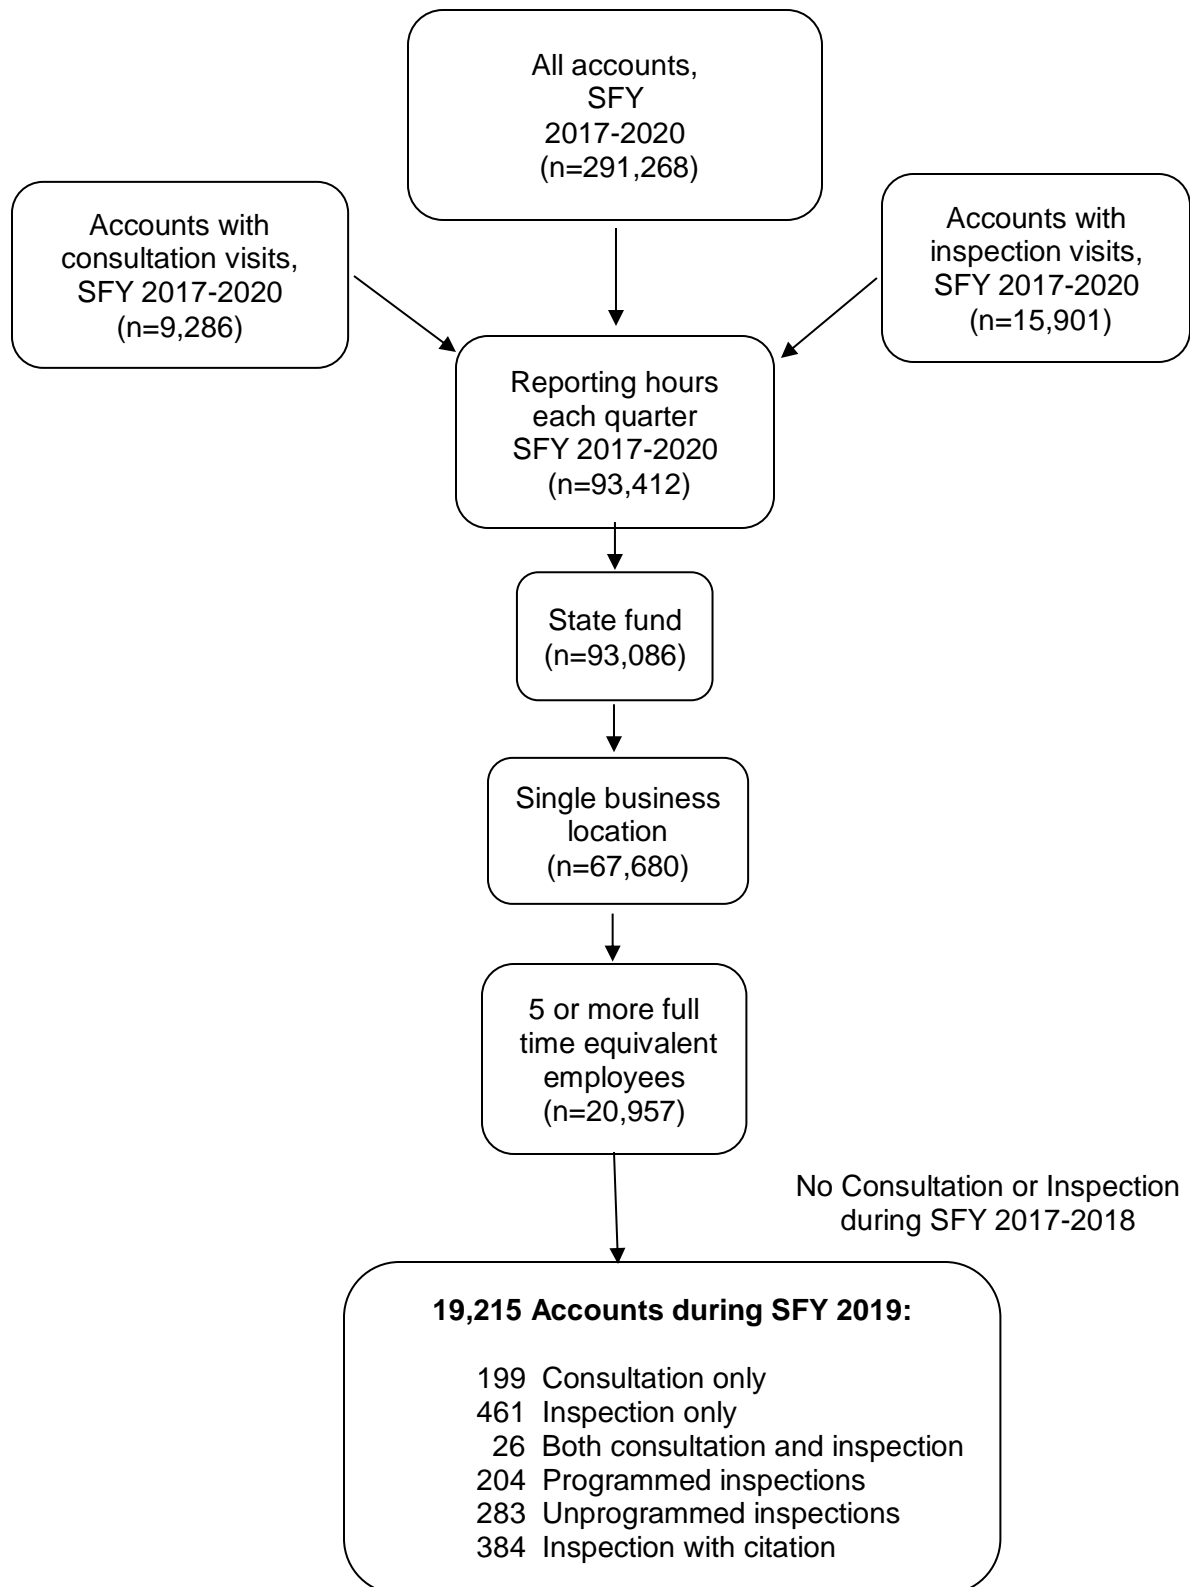 All accounts,
SFY
2017-2020
(n=291,268)
Accounts with
consultation visits,
SFY 2017-2020
(n=9,286)
Accounts with
inspection visits,
SFY 2017-2020
(n=15,901)
Reporting hours
each quarter
SFY 2017-2020
(n=93,412)
State fund
(n=93,086)
Single business
location
(n=67,680)
5 or more full
time equivalent
employees
(n=20,957)
No Consultation or Inspection
during SFY 2017-2018
19,215 Accounts during SFY 2019:
199 Consultation only
461 Inspection only
26 Both consultation and inspection
204 Programmed inspections
283 Unprogrammed inspections
384 Inspection with citation